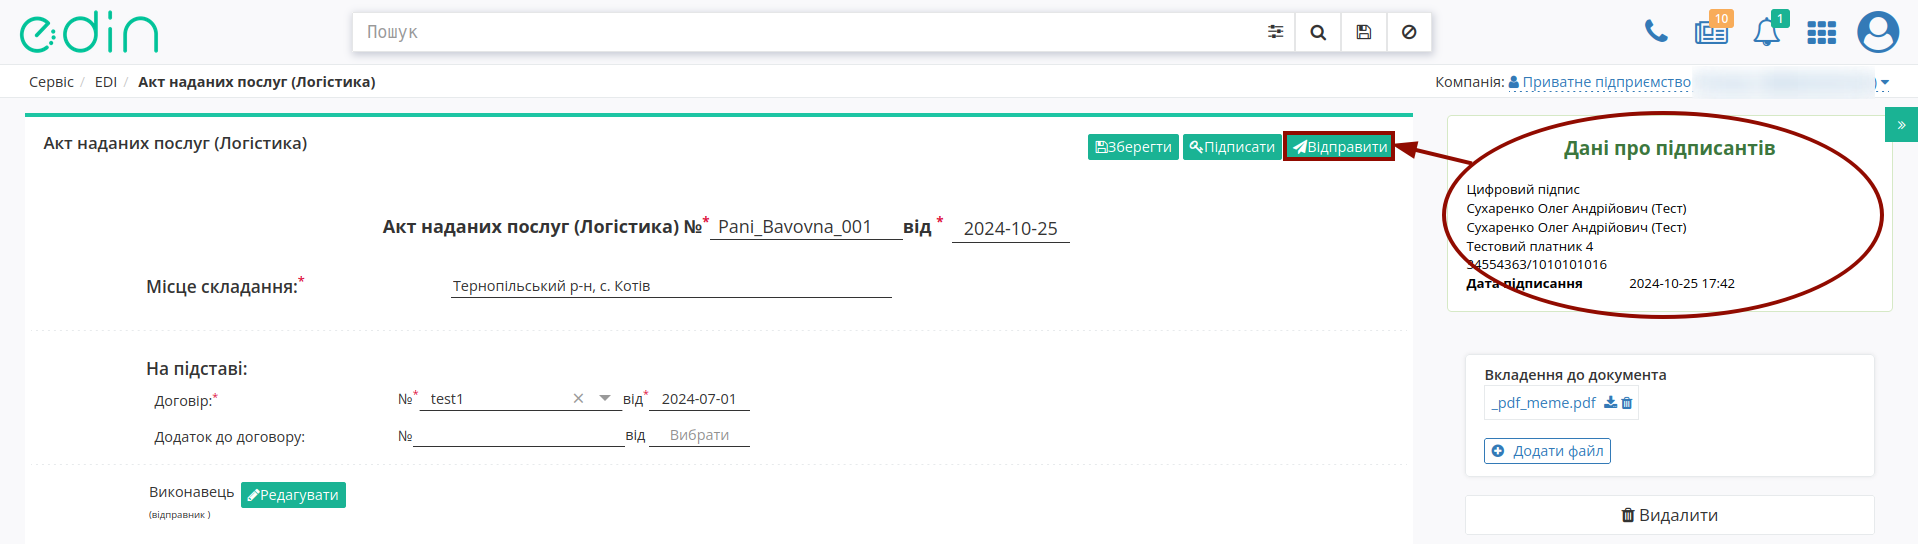 edin
Пошук
10
1
Сервіс / EDI / Акт наданих послуг (Логістика)
Компанія: Приватне підприємство
Акт наданих послуг (Логістика)
Зберегти Підписати Відправити
»
Дані про підписантів
Цифровий підпис
Сухаренко Олег Андрійович (Тест)
Сухаренко Олег Андрійович (Тест)
Тестовий платник 4
34554363/1010101016
Дата підписання 2024-10-25 17:42
Акт наданих послуг (Логістика) №* Pani_Bavovna_001 від * 2024-10-25
Місце складання:* Тернопільський р-н, с. Котів
На підставі:
Договір:* №* test1 × від* 2024-07-01
Додаток до договору: № від Вибрати
Виконавець Редагувати
(відправник )
Вкладення до документа
_pdf_meme.pdf
Додати файл
Видалити